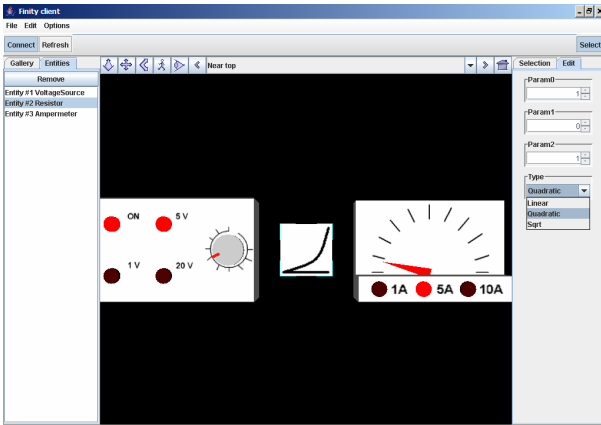 Finity client
File Edit Options
Connect Refresh Select
Gallery Entities Near top Selection Edit
Remove
Entity #1 VoltageSource
Entity #2 Resistor
Entity #3 Ampermeter
Param0
1
Param1
0
Param2
1
Type
Quadratic
Linear
Quadratic
Sqrt
ON 5 V
1 V 20 V
1A 5A 10A